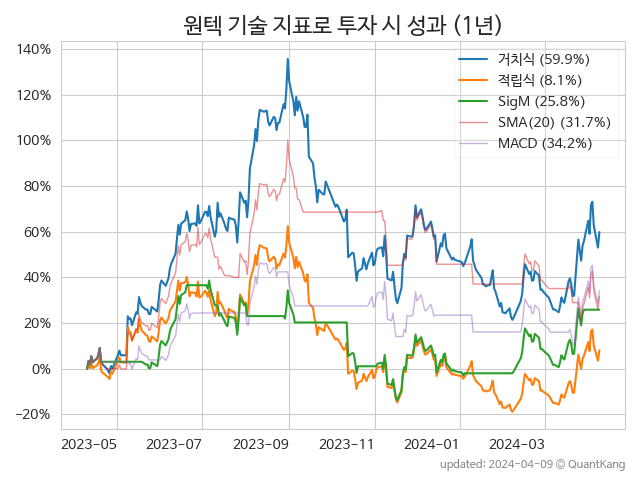 원텍 기술 지표로 투자 시 성과 (1년)
140%
120%
100%
80%
60%
40%
20%
0%
−20%
거치식 (59.9%)
적립식 (8.1%)
SigM (25.8%)
SMA(20) (31.7%)
MACD (34.2%)
2023-05 2023-07 2023-09 2023-11 2024-01 2024-03
updated: 2024-04-09 © QuantKang